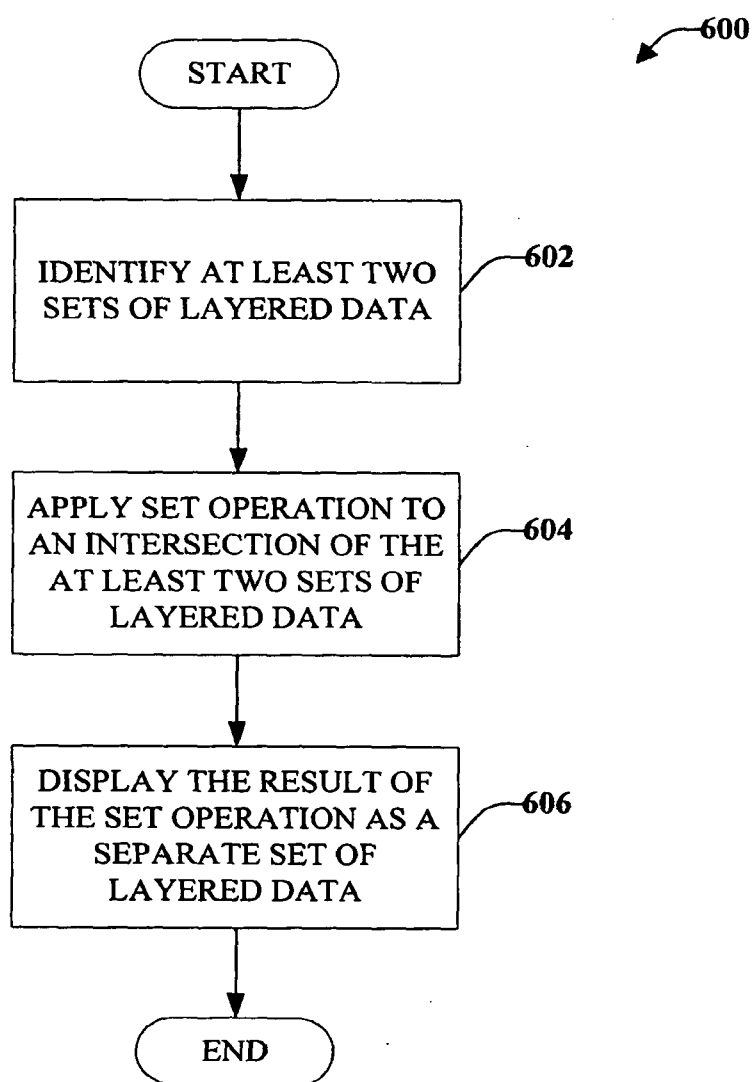 600
START
IDENTIFY AT LEAST TWO
SETS OF LAYERED DATA
602
APPLY SET OPERATION TO
AN INTERSECTION OF THE
AT LEAST TWO SETS OF
LAYERED DATA
604
DISPLAY THE RESULT OF
THE SET OPERATION AS A
SEPARATE SET OF
LAYERED DATA
606
END